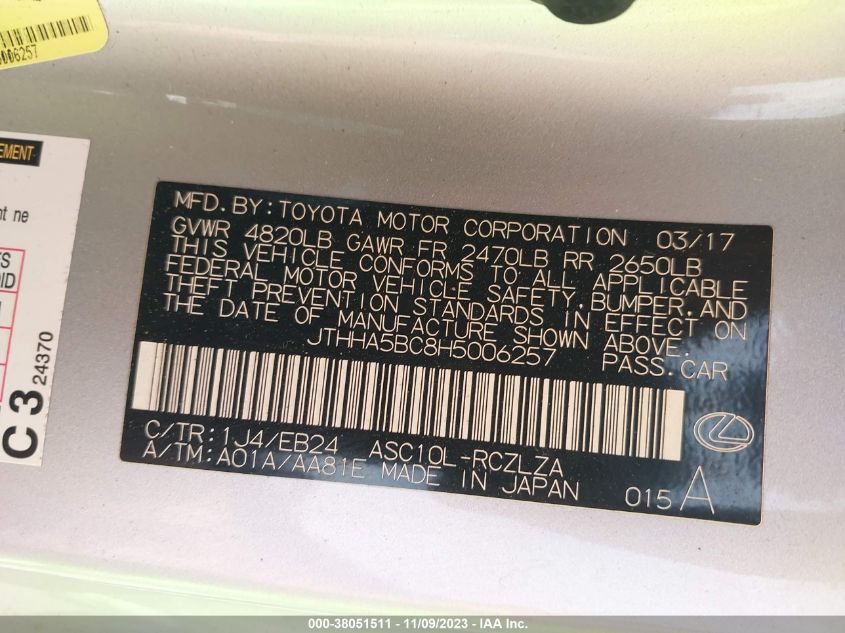 006257
EMENT
nt ne
C 3 24370
MFD. BY: TOYOTA MOTOR CORPORATION 03/17
GVWR 4820LB GAWR FR 2470LB RR 2650LB
THIS VEHICLE CONFORMS TO ALL APPLICABLE
FEDERAL MOTOR VEHICLE SAFETY, BUMPER, AND
THEFT PREVENTION STANDARDS IN EFFECT ON
THE DATE OF MANUFACTURE SHOWN ABOVE.
JTHHA5BC8H5006257 PASS. CAR
C/TR: 1J4/EB24 ASC10L-RCZLZA
A/TM: A01A/AA81E MADE IN JAPAN 015 A
000-38051511 - 11/09/2023 - © IAA Inc.